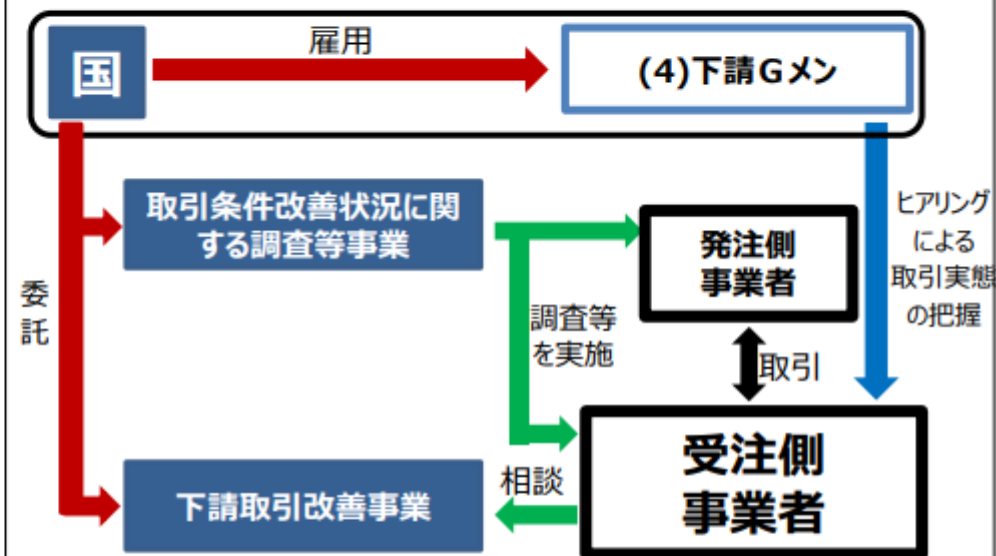 国
雇用
(4)下請Gメン
取引条件改善状況に関
する調査等事業
発注側
事業者
ヒアリング
による
取引実態
の把握
委
託
調査等
を実施
取引
受注側
事業者
相談
下請取引改善事業